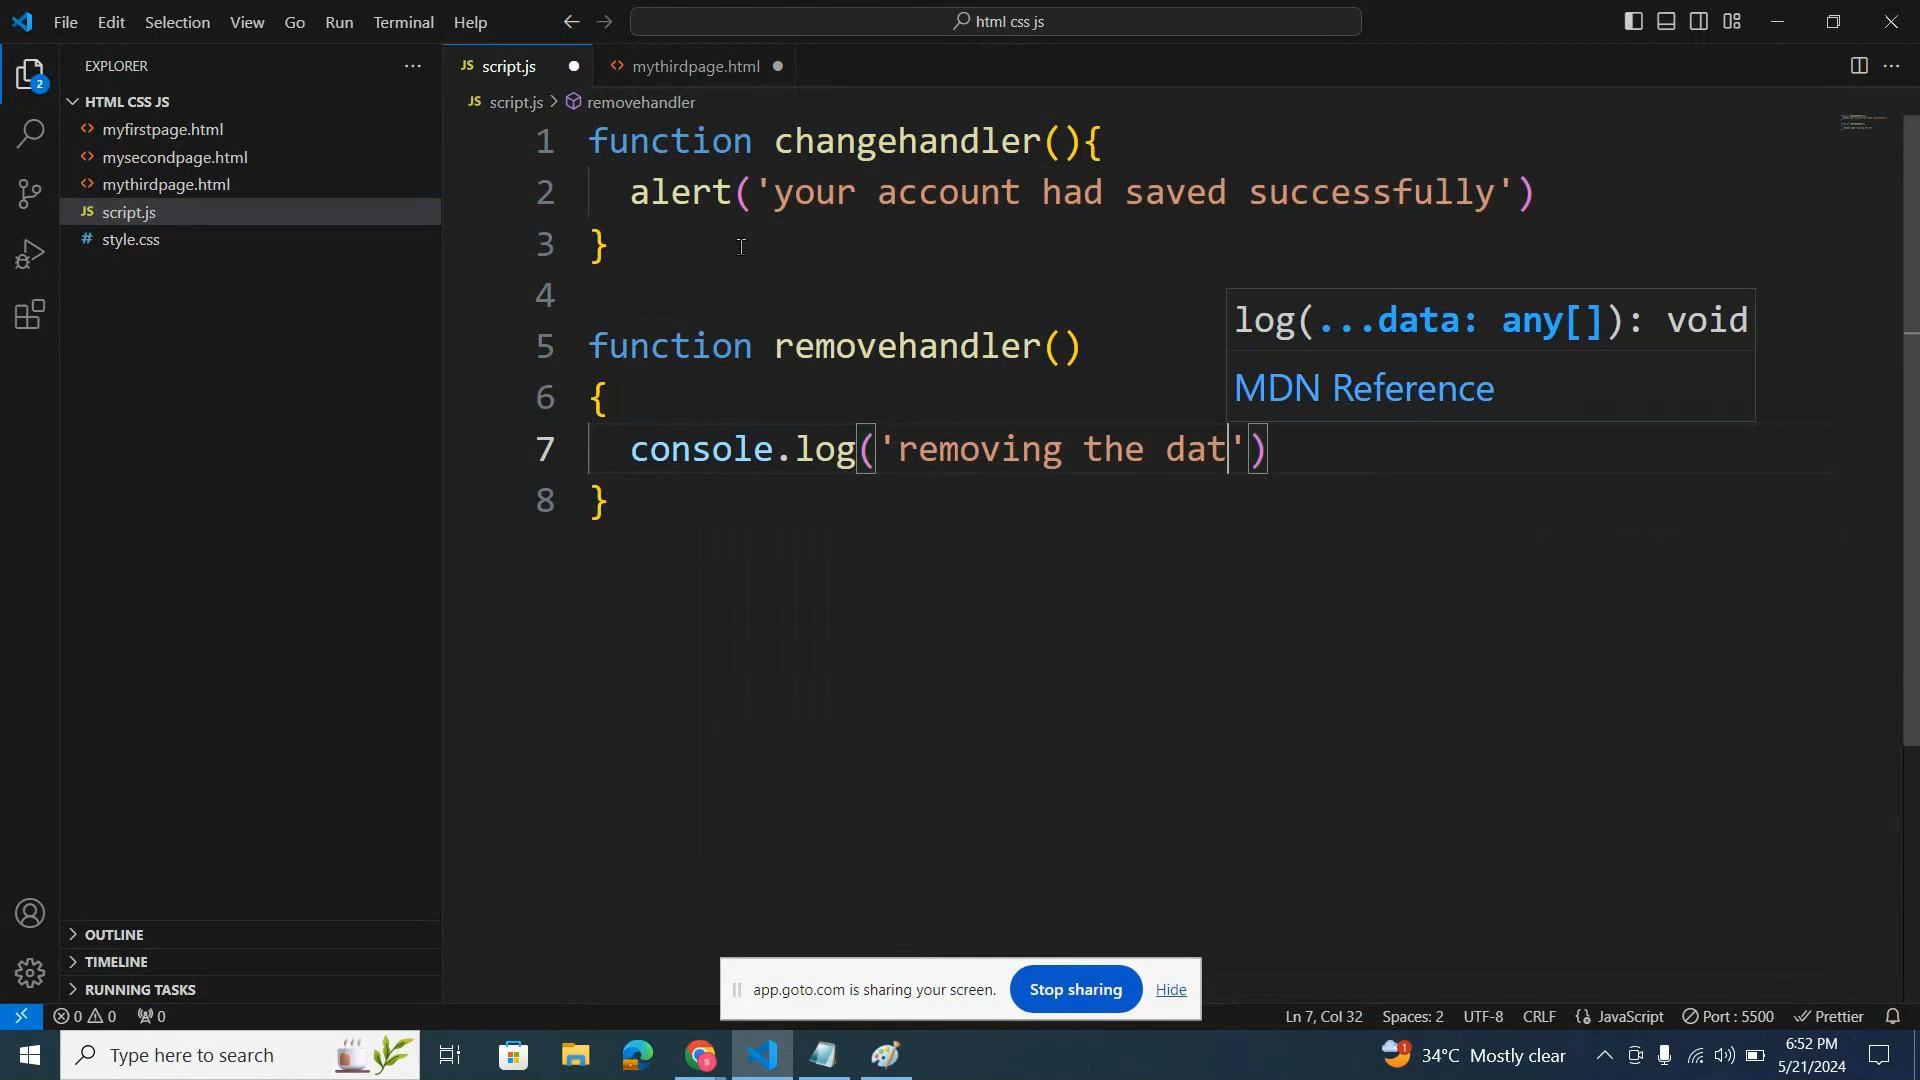 File Edit Selection View Go Run Terminal Help
html css js
EXPLORER
2
HTML CSS JS
myfirstpage.html
mysecondpage.html
mythirdpage.html
JS script.js
# style.css
JS script.js
mythirdpage.html
JS script.js > removehandler
1 function changehandler(){
2 alert('your account had saved successfully')
3 }
4
5 function removehandler()
6 {
7 console.log('removing the dat')
8 }
log(...data: any[]): void
MDN Reference
OUTLINE
TIMELINE
RUNNING TASKS
app.goto.com is sharing your screen. Stop sharing Hide
0 0 0
Ln 7, Col 32 Spaces: 2 UTF-8 CRLF {} JavaScript Port : 5500 Prettier
Type here to search
1 34°C Mostly clear
6:52 PM
5/21/2024